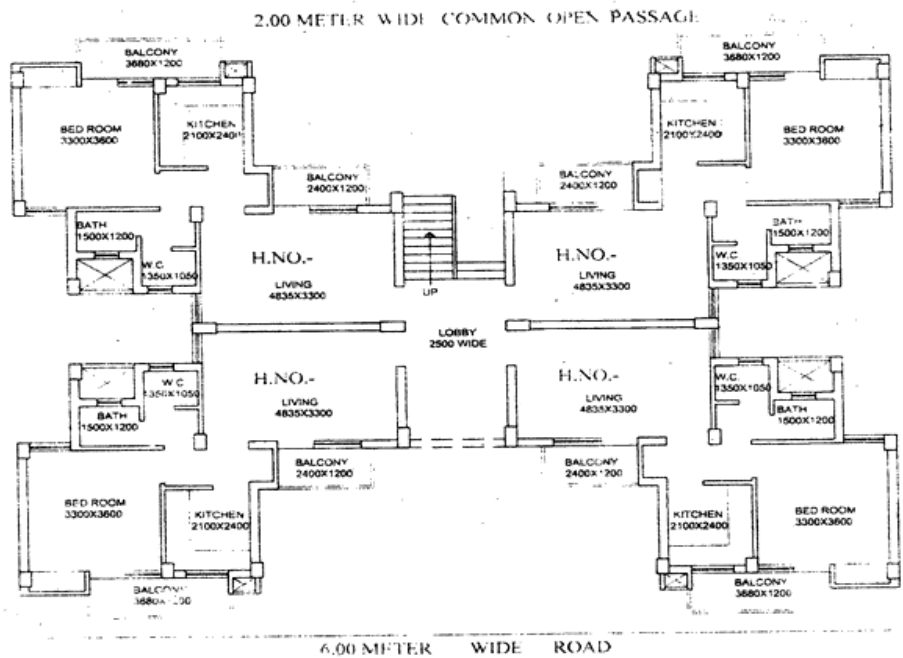 2.00 METER WIDE COMMON OPEN PASSAGE
BALCONY
3680X1200
BALCONY
3680X1200
BED ROOM
3300X3600
KITCHEN
2100X2400
KITCHEN
2100X2400
BED ROOM
3300X3600
BALCONY
2400X1200
BALCONY
2400X1200
BATH
1500X1200
W.C.
1350X1050
H.NO.-
LIVING
4835X3300
UP
H.NO.-
LIVING
4835X3300
BATH
1500X1200
W.C.
1350X1050
LOBBY
2500 WIDE
W.C
1350X1050
BATH
1500X1200
H.NO.-
LIVING
4835X3300
H.NO.-
LIVING
4835X3300
W.C.
1350X1050
BATH
1500X1200
BALCONY
2400X1200
BALCONY
2400X1200
BED ROOM
3300X3600
KITCHEN
2100X2400
KITCHEN
2100X2400
BED ROOM
3300X3600
BALCONY
3680X1200
BALCONY
3680X1200
6.00 METER WIDE ROAD